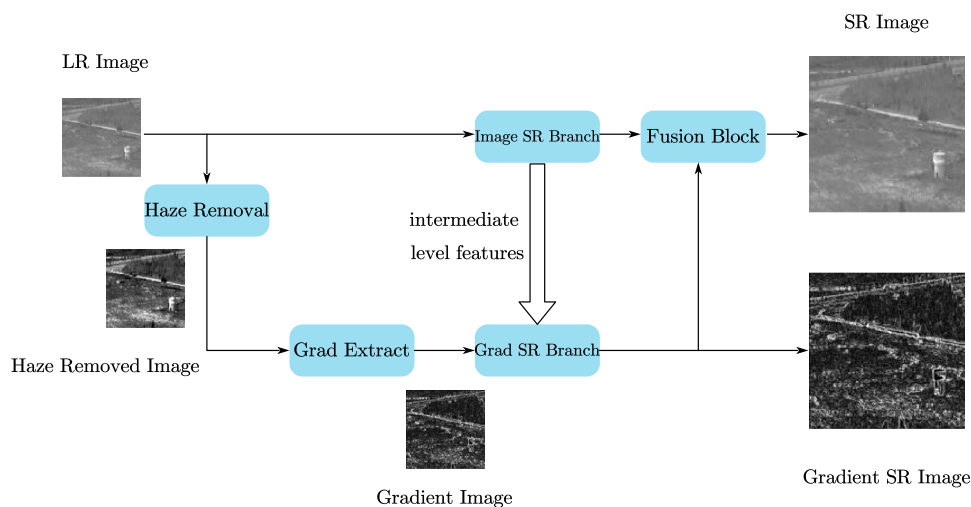 SR Image
LR Image
Image SR Branch
Fusion Block
Haze Removal
intermediate
level features
Grad Extract
Grad SR Branch
Haze Removed Image
Gradient Image
Gradient SR Image